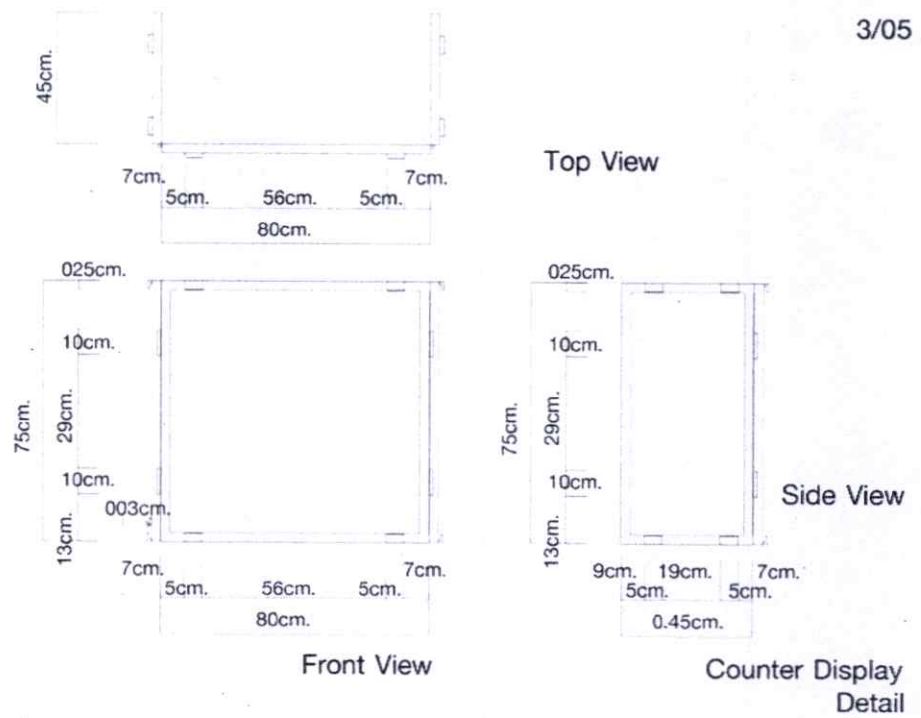 3/05
45cm.
Top View
7cm. 7cm.
5cm. 56cm. 5cm.
80cm.
025cm. 025cm.
10cm. 10cm.
75cm. 29cm. 75cm. 29cm.
10cm. 10cm.
Side View
003cm.
13cm. 13cm.
7cm. 7cm. 9cm. 19cm. 7cm.
5cm. 56cm. 5cm. 5cm. 5cm.
80cm. 0.45cm.
Front View
Counter Display
Detail